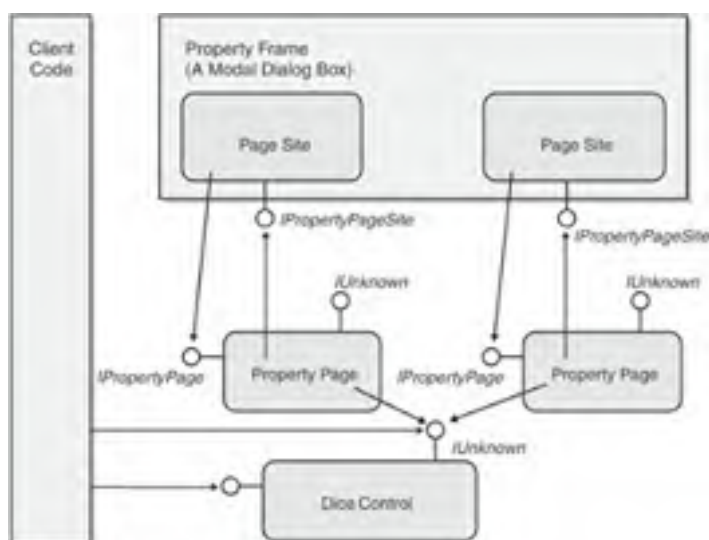 Client
Code
Property Frame
(A Modal Dialog Box)
Page Site
Page Site
IPropertyPageSite
IPropertyPageSite
IUnknown
IUnknown
IPropertyPage
Property Page
IPropertyPage
Property Page
IUnknown
Dice Control